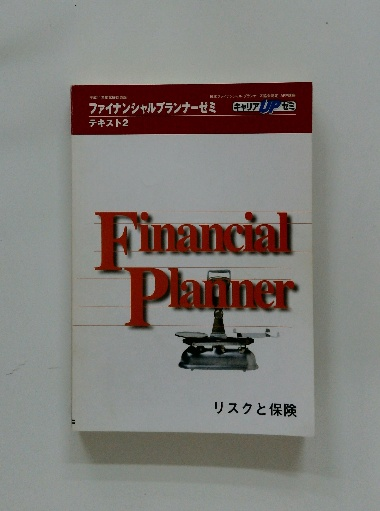 ファイナンシャルプランナーゼミ
キャリアUPゼミ
テキスト2
Financial
Planner
リスクと保険